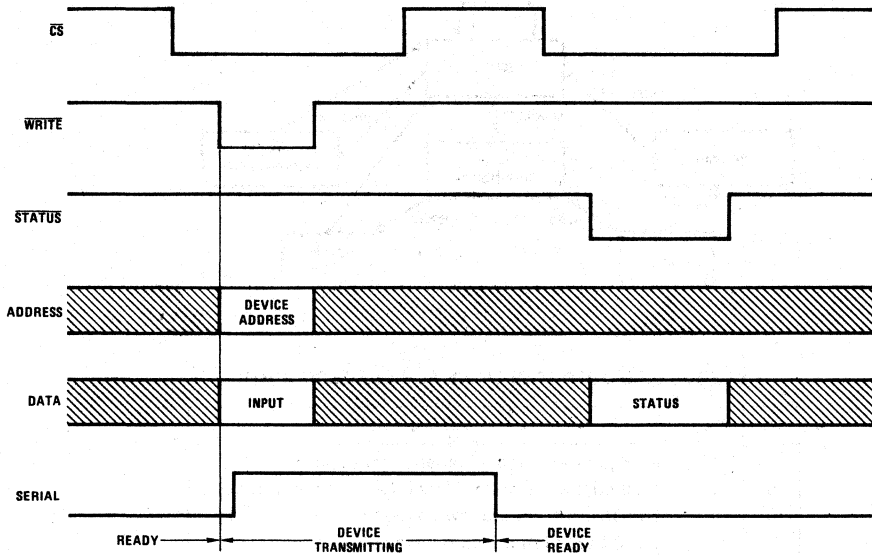 CS
WRITE
STATUS
ADDRESS
DEVICE
ADDRESS
DATA
INPUT
STATUS
SERIAL
READY
DEVICE
TRANSMITTING
DEVICE
READY